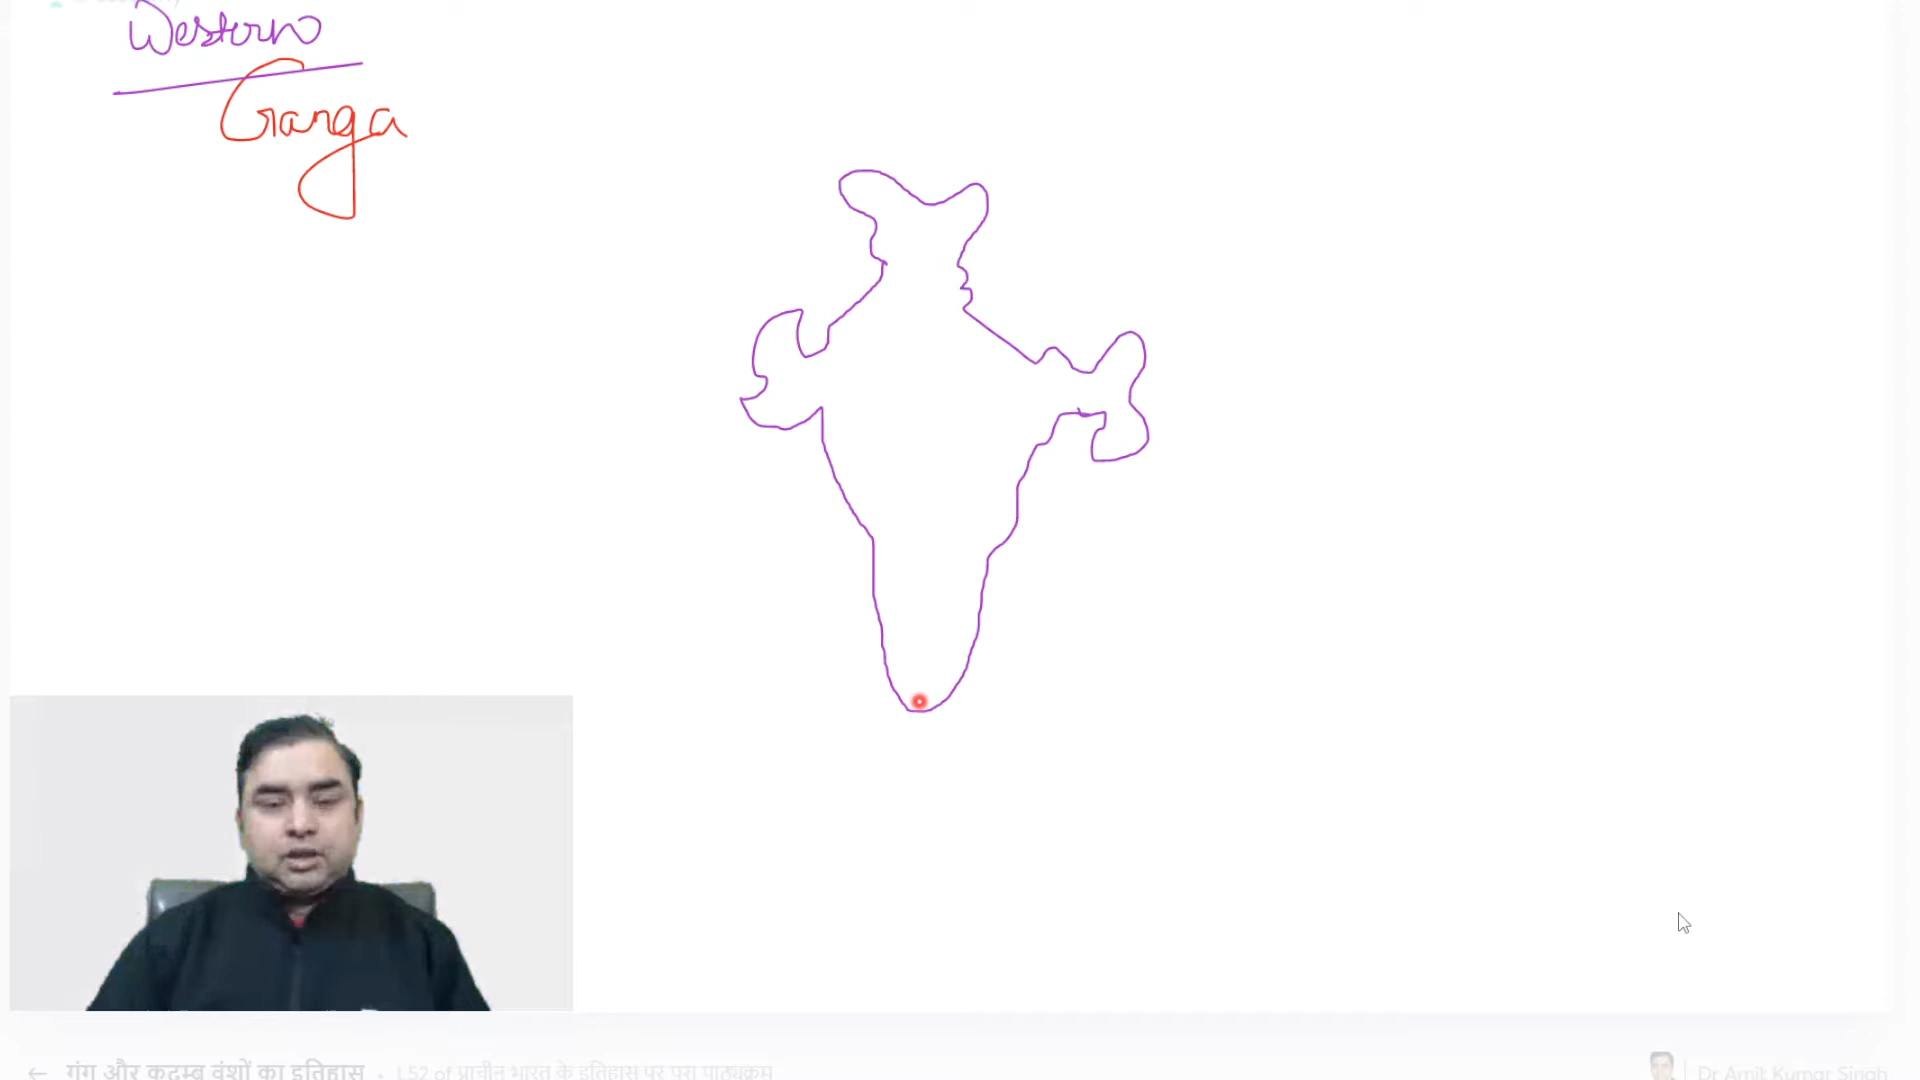 Western
Ganga
← गंग और कदम्ब वंशों का इतिहास • L52 of प्राचीन भारत के इतिहास पर पूरा पाठ्यक्रम
Dr Amit Kumar Singh